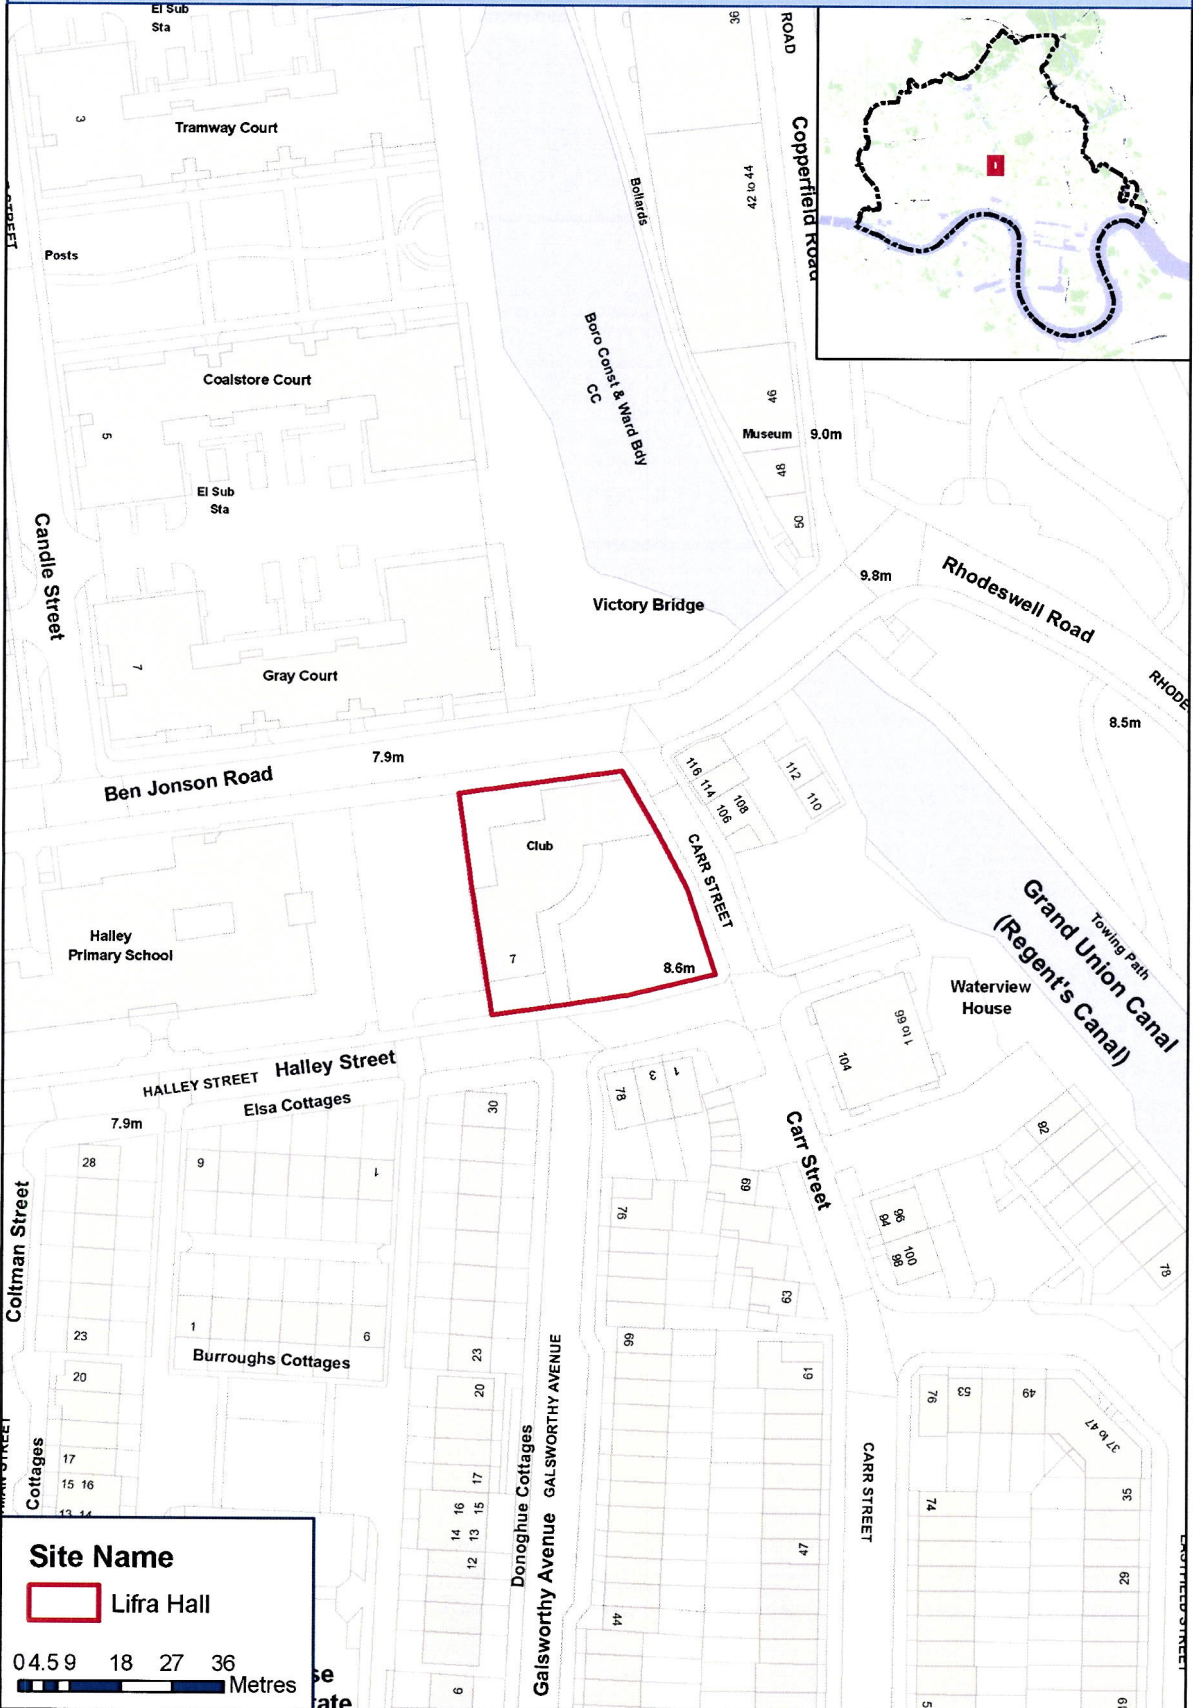 El Sub
Sta
36
ROAD
3
Tramway Court
Copperfield Road
42 to 44
Bollards
Posts
Boro Const & Ward Bdy
CC
Coalstore Court
5
46
Museum
9.0m
48
El Sub
Sta
50
Candle Street
9.8m
Rhodeswell Road
Victory Bridge
7
Gray Court
RHODE
8.5m
7.9m
Ben Jonson Road
116
114
106
108
112
110
Club
CARR STREET
Halley
Primary School
7
8.6m
Towing Path
Grand Union Canal
(Regent's Canal)
Waterview
House
1 to 66
104
HALLEY STREET
Halley Street
Elsa Cottages
7.9m
30
78
3
1
Carr Street
92
28
9
1
69
76
96
94
100
98
78
Coltman Street
63
1
6
23
Burroughs Cottages
23
66
61
20
20
76
53
49
37 to 47
Cottages
17
15 16
13 14
17
16 15
14 13
12
Donoghue Cottages
GALSWORTHY AVENUE
Galsworthy Avenue
CARR STREET
74
35
47
29
44
6
Site Name
Lifra Hall
0 4.5 9 18 27 36
Metres